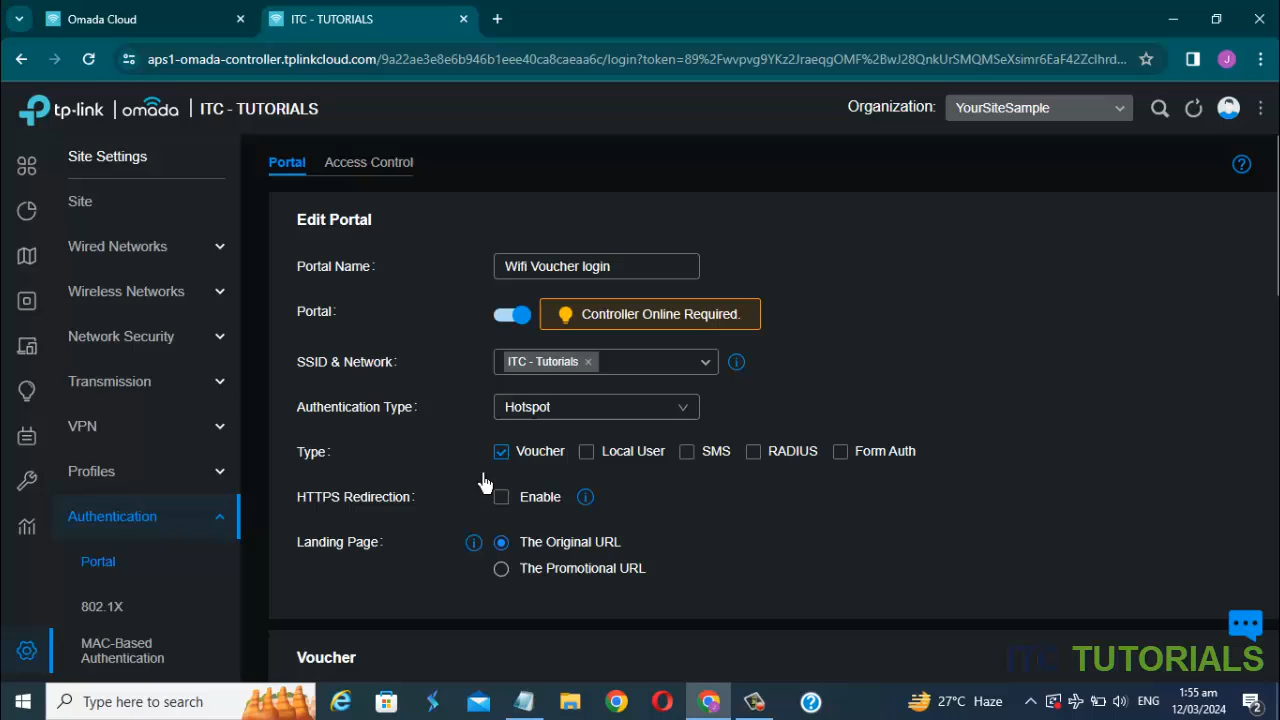 Omada Cloud
ITC - TUTORIALS
aps1-omada-controller.tplinkcloud.com/9a22ae3e8e6b946b1eee40ca8caeaa6c/login?token=89%2Fwvpvg9YKz2JraeqgOMF%2BwJ28QnkUrSMQMSeXsimr6EaF42Zclhrd...
tp-link | omada | ITC - TUTORIALS
Organization: YourSiteSample
Site Settings
Site
Wired Networks
Wireless Networks
Network Security
Transmission
VPN
Profiles
Authentication
Portal
802.1X
MAC-Based
Authentication
Portal Access Control
Edit Portal
Portal Name: Wifi Voucher login
Portal: Controller Online Required.
SSID & Network: ITC - Tutorials
Authentication Type: Hotspot
Type: Voucher Local User SMS RADIUS Form Auth
HTTPS Redirection: Enable
Landing Page: The Original URL
The Promotional URL
Voucher
ITC TUTORIALS
Type here to search
27°C Haze
ENG
1:55 am
12/03/2024
2
J